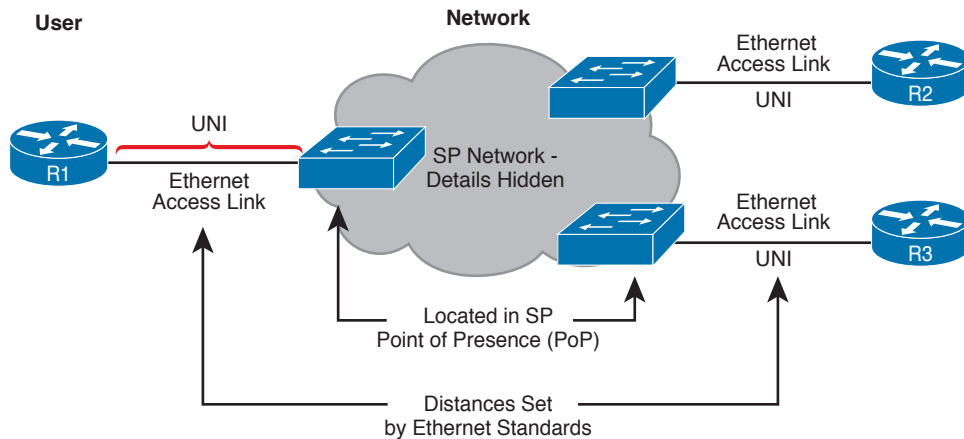 User
Network
UNI
R1
Ethernet
Access Link
SP Network -
Details Hidden
Ethernet
Access Link
UNI
R2
Ethernet
Access Link
UNI
R3
Located in SP
Point of Presence (PoP)
Distances Set
by Ethernet Standards